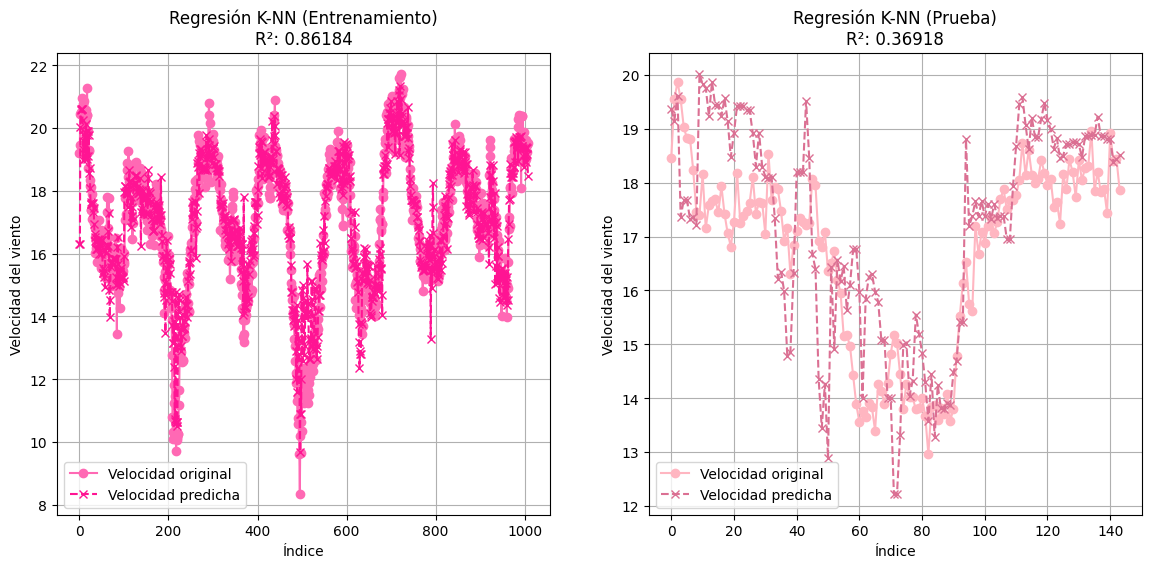 Regresión K-NN (Entrenamiento)
R²: 0.86184
Velocidad del viento
22
20
18
16
14
12
10
8
0
200
400
600
800
1000
Índice
Velocidad original
Velocidad predicha
Regresión K-NN (Prueba)
R²: 0.36918
Velocidad del viento
20
19
18
17
16
15
14
13
12
0
20
40
60
80
100
120
140
Índice
Velocidad original
Velocidad predicha